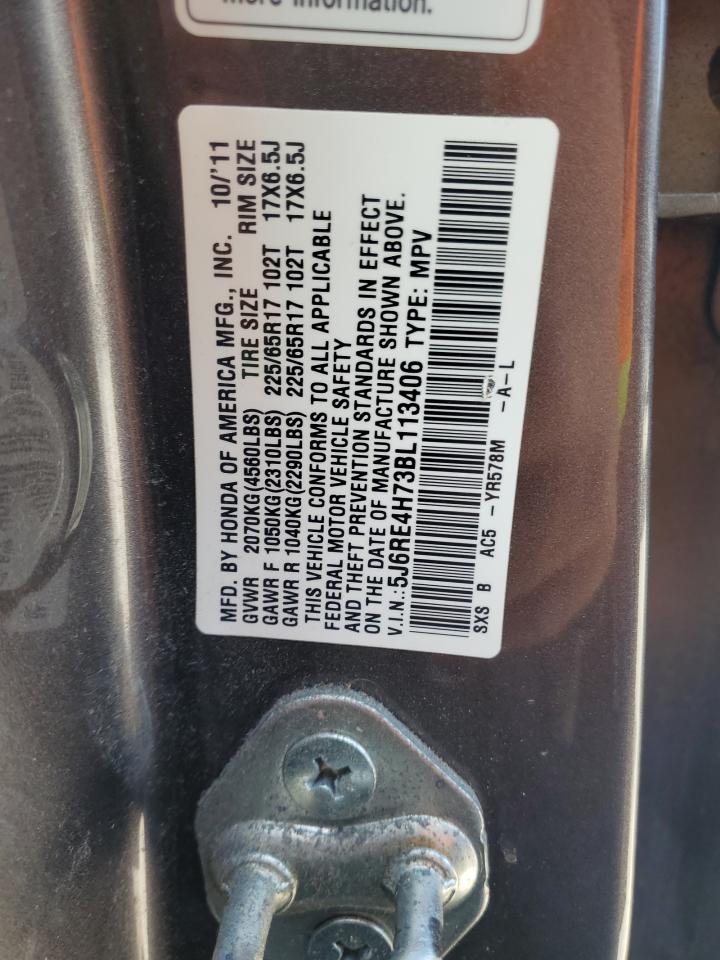 more information.
MFD. BY HONDA OF AMERICA MFG., INC. 10/'11
GVWR 2070KG(4560LBS) TIRE SIZE RIM SIZE
GAWR F 1050KG(2310LBS) 225/65R17 102T 17X6.5J
GAWR R 1040KG(2290LBS) 225/65R17 102T 17X6.5J
THIS VEHICLE CONFORMS TO ALL APPLICABLE
FEDERAL MOTOR VEHICLE SAFETY
AND THEFT PREVENTION STANDARDS IN EFFECT
ON THE DATE OF MANUFACTURE SHOWN ABOVE.
V.I.N.:5J6RE4H73BL113406 TYPE: MPV
SXS B AC5 -YR578M -A-L